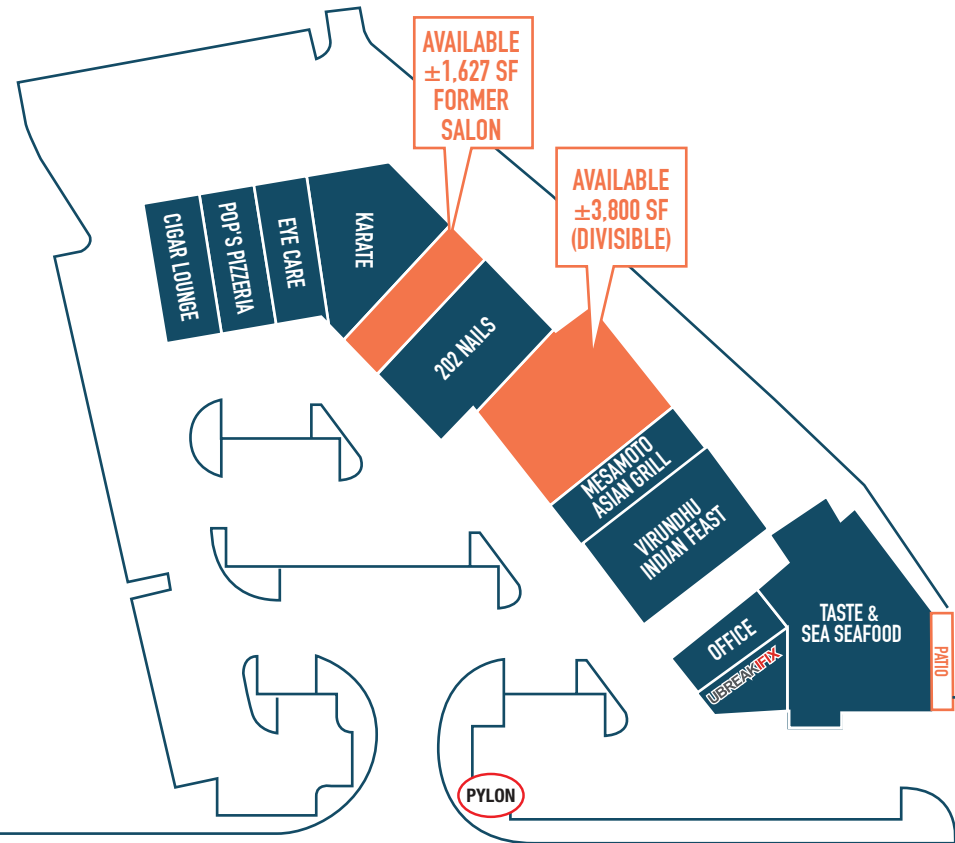 AVAILABLE
±1,627 SF
FORMER
SALON
AVAILABLE
±3,800 SF
(DIVISIBLE)
CIGAR LOUNGE
POP'S PIZZERIA
EYE CARE
KARATE
202 NAILS
MESAMOTO
ASIAN GRILL
VIRUNDHU
INDIAN FEAST
OFFICE
UBREAKIFIX
TASTE &
SEA SEAFOOD
PATIO
PYLON